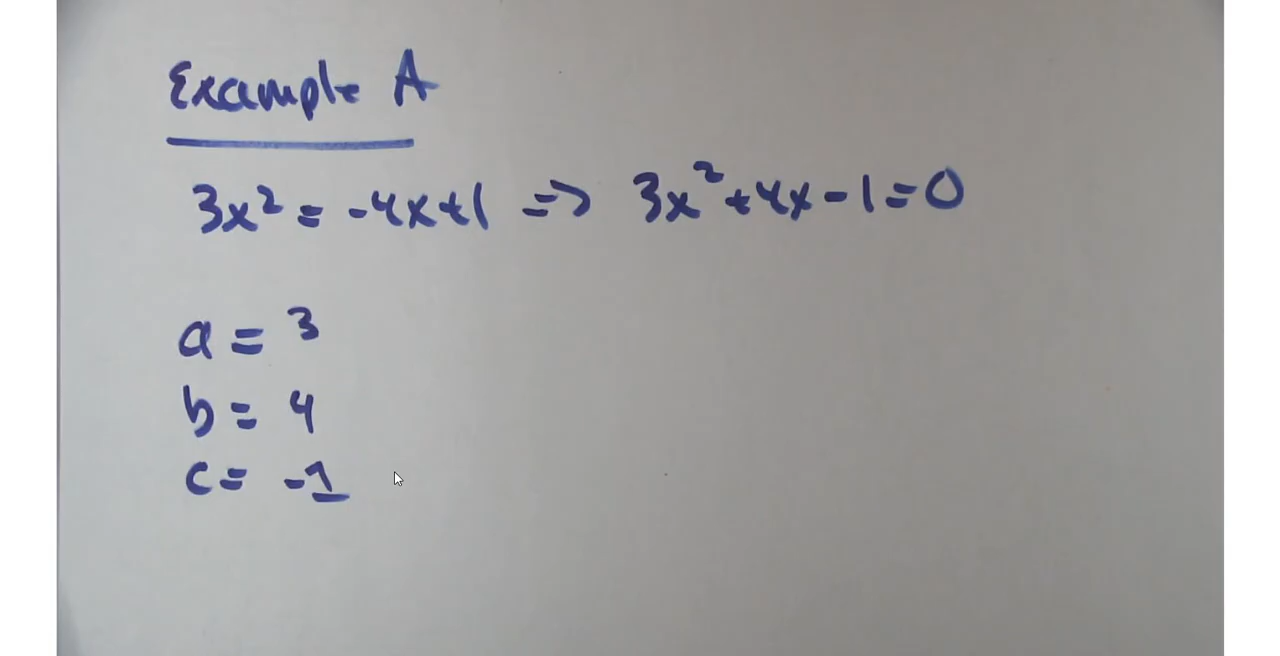 Example A
3x² = -4x+1 => 3x²+4x-1=0
a = 3
b = 4
c = -1